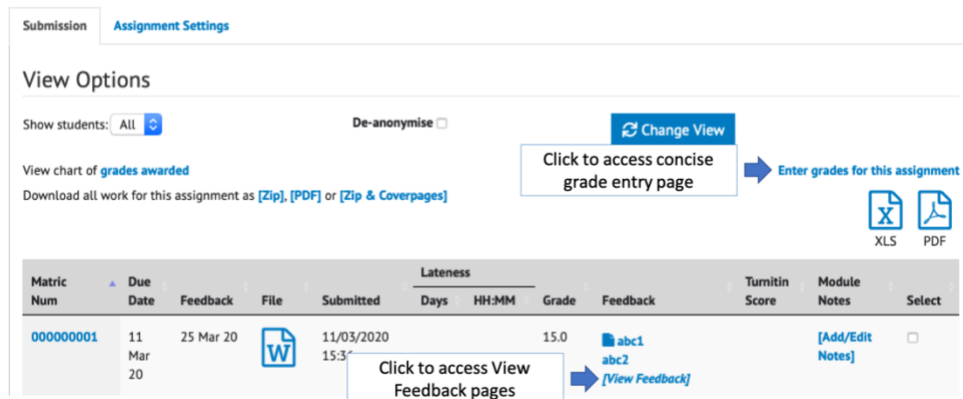 Submission
Assignment Settings
View Options
Show students: All
De-anonymise
Change View
View chart of grades awarded
Click to access concise
grade entry page
Enter grades for this assignment
Download all work for this assignment as [Zip], [PDF] or [Zip & Coverpages]
XLS
PDF
Matric
Num
Due
Date
Feedback
File
Submitted
Lateness
Days
HH:MM
Grade
Feedback
Turnitin
Score
Module
Notes
Select
000000001
11
Mar
20
25 Mar 20
W
11/03/2020
15:3
15.0
abc1
abc2
[View Feedback]
[Add/Edit
Notes]
Click to access View
Feedback pages